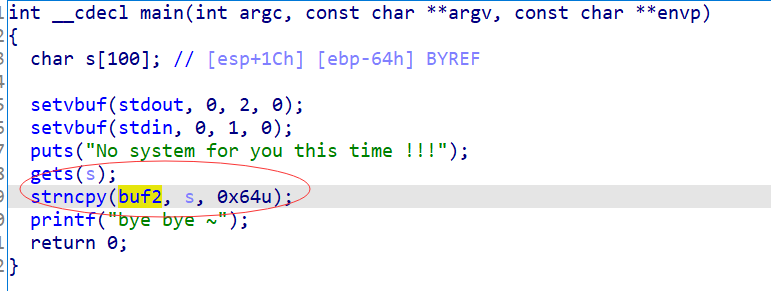 int __cdecl main(int argc, const char **argv, const char **envp)
{
char s[100]; // [esp+1Ch] [ebp-64h] BYREF
setvbuf(stdout, 0, 2, 0);
setvbuf(stdin, 0, 1, 0);
puts("No system for you this time !!!");
gets(s);
strncpy(buf2, s, 0x64u);
printf("bye bye ~");
return 0;
}